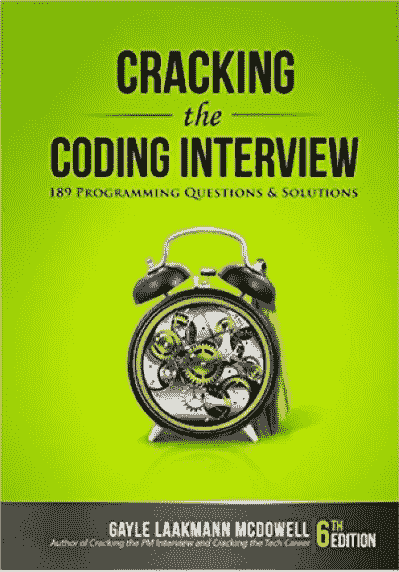 CRACKING
the
CODING INTERVIEW
189 PROGRAMMING QUESTIONS & SOLUTIONS
GAYLE LAAKMANN MCDOWELL 6TH EDITION
Author of Cracking the PM Interview and Cracking the Tech Career